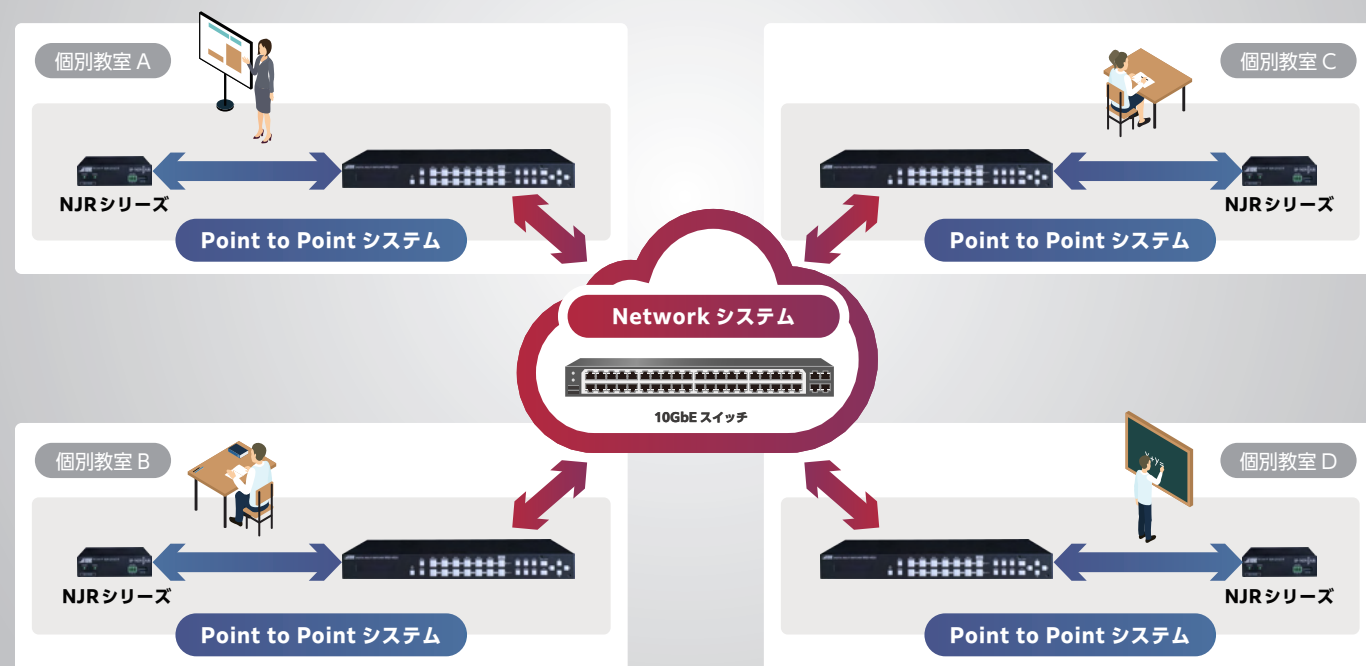 個別教室 A
NJRシリーズ
Point to Point システム
個別教室 C
NJRシリーズ
Point to Point システム
Network システム
10GbE スイッチ
個別教室 B
NJRシリーズ
Point to Point システム
個別教室 D
NJRシリーズ
Point to Point システム